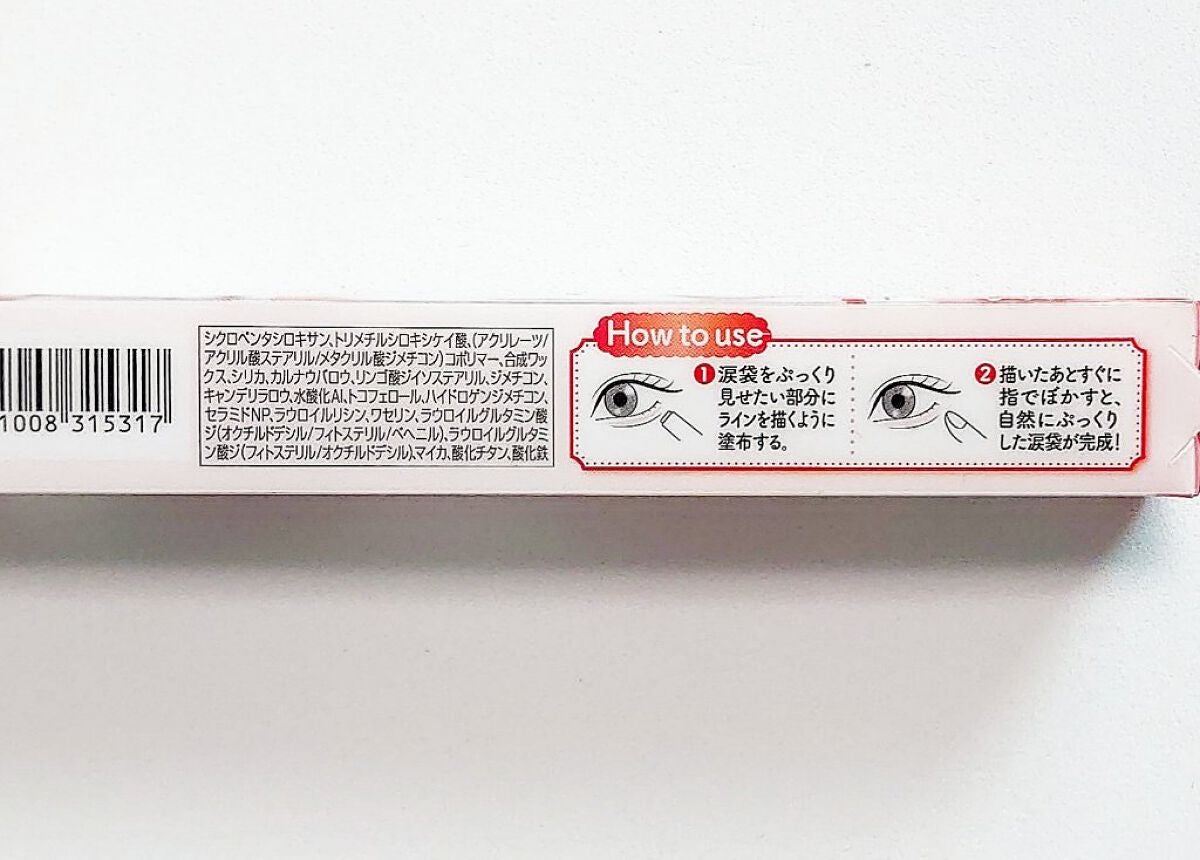 1008 315317
シクロペンタシロキサン、トリメチルシロキシケイ酸、(アクリレーツ/
アクリル酸ステアリル/メタクリル酸ジメチコン)コポリマー、合成ワッ
クス、シリカ、カルナウバロウ、リンゴ酸ジイソステアリル、ジメチコン、
キャンデリラロウ、水酸化Al、トコフェロール、ハイドロゲンジメチコン、
セラミドNP、ラウロイルリシン、ワセリン、ラウロイルグルタミン酸
ジ(オクチルドデシル/フィトステリル/ベヘニル)、ラウロイルグルタミ
ン酸ジ(フィトステリル/オクチルドデシル)、マイカ、酸化チタン、酸化鉄
How to use
1 涙袋をぷっくり
見せたい部分に
ラインを描くように
塗布する。
2 描いたあとすぐに
指でぼかすと、
自然にぷっくり
した涙袋が完成!